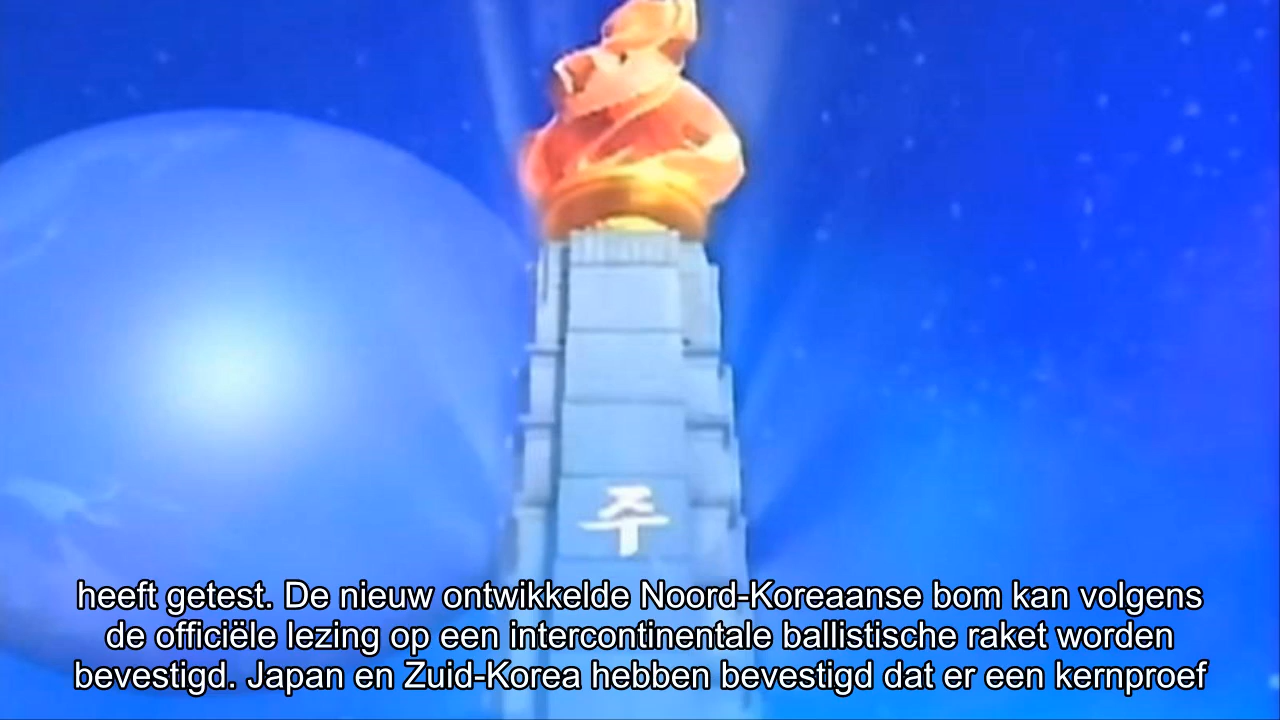 주
heeft getest. De nieuw ontwikkelde Noord-Koreaanse bom kan volgens
de officiële lezing op een intercontinentale ballistische raket worden
bevestigd. Japan en Zuid-Korea hebben bevestigd dat er een kernproef